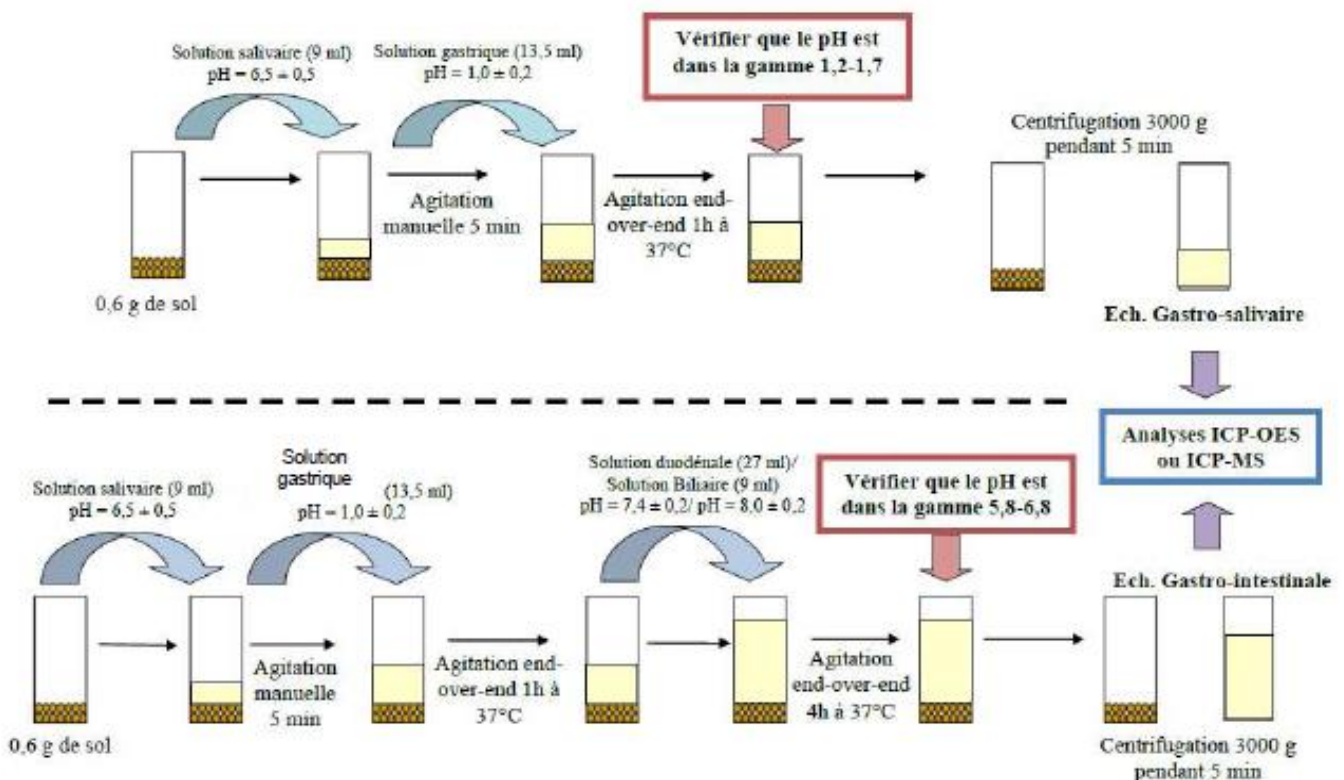 Solution salivaire (9 ml)
pH = 6,5 ± 0,5
Solution gastrique (13,5 ml)
pH = 1,0 ± 0,2
Vérifier que le pH est
dans la gamme 1,2-1,7
Centrifugation 3000 g
pendant 5 min
Agitation
manuelle 5 min
Agitation end-
over-end 1h à
37°C
0,6 g de sol
Ech. Gastro-salivaire
Analyses ICP-OES
ou ICP-MS
Solution salivaire (9 ml)
pH = 6,5 ± 0,5
Solution
gastrique
(13,5 ml)
pH = 1,0 ± 0,2
Solution duodénale (27 ml)/
Solution Biliaire (9 ml)
pH = 7,4 ± 0,2/ pH = 8,0 ± 0,2
Vérifier que le pH est
dans la gamme 5,8-6,8
Ech. Gastro-intestinale
Agitation
manuelle
5 min
Agitation end-
over-end 1h à
37°C
Agitation
end-over-end
4h à 37°C
0,6 g de sol
Centrifugation 3000 g
pendant 5 min